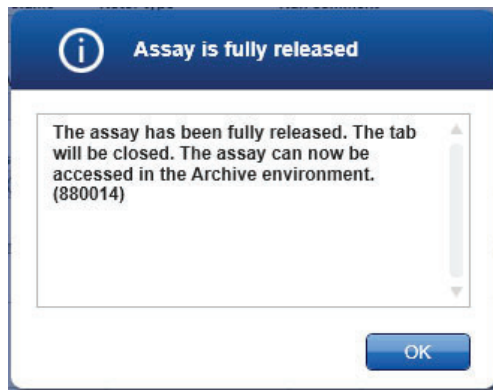 Assay is fully released
The assay has been fully released. The tab
will be closed. The assay can now be
accessed in the Archive environment.
(880014)
OK